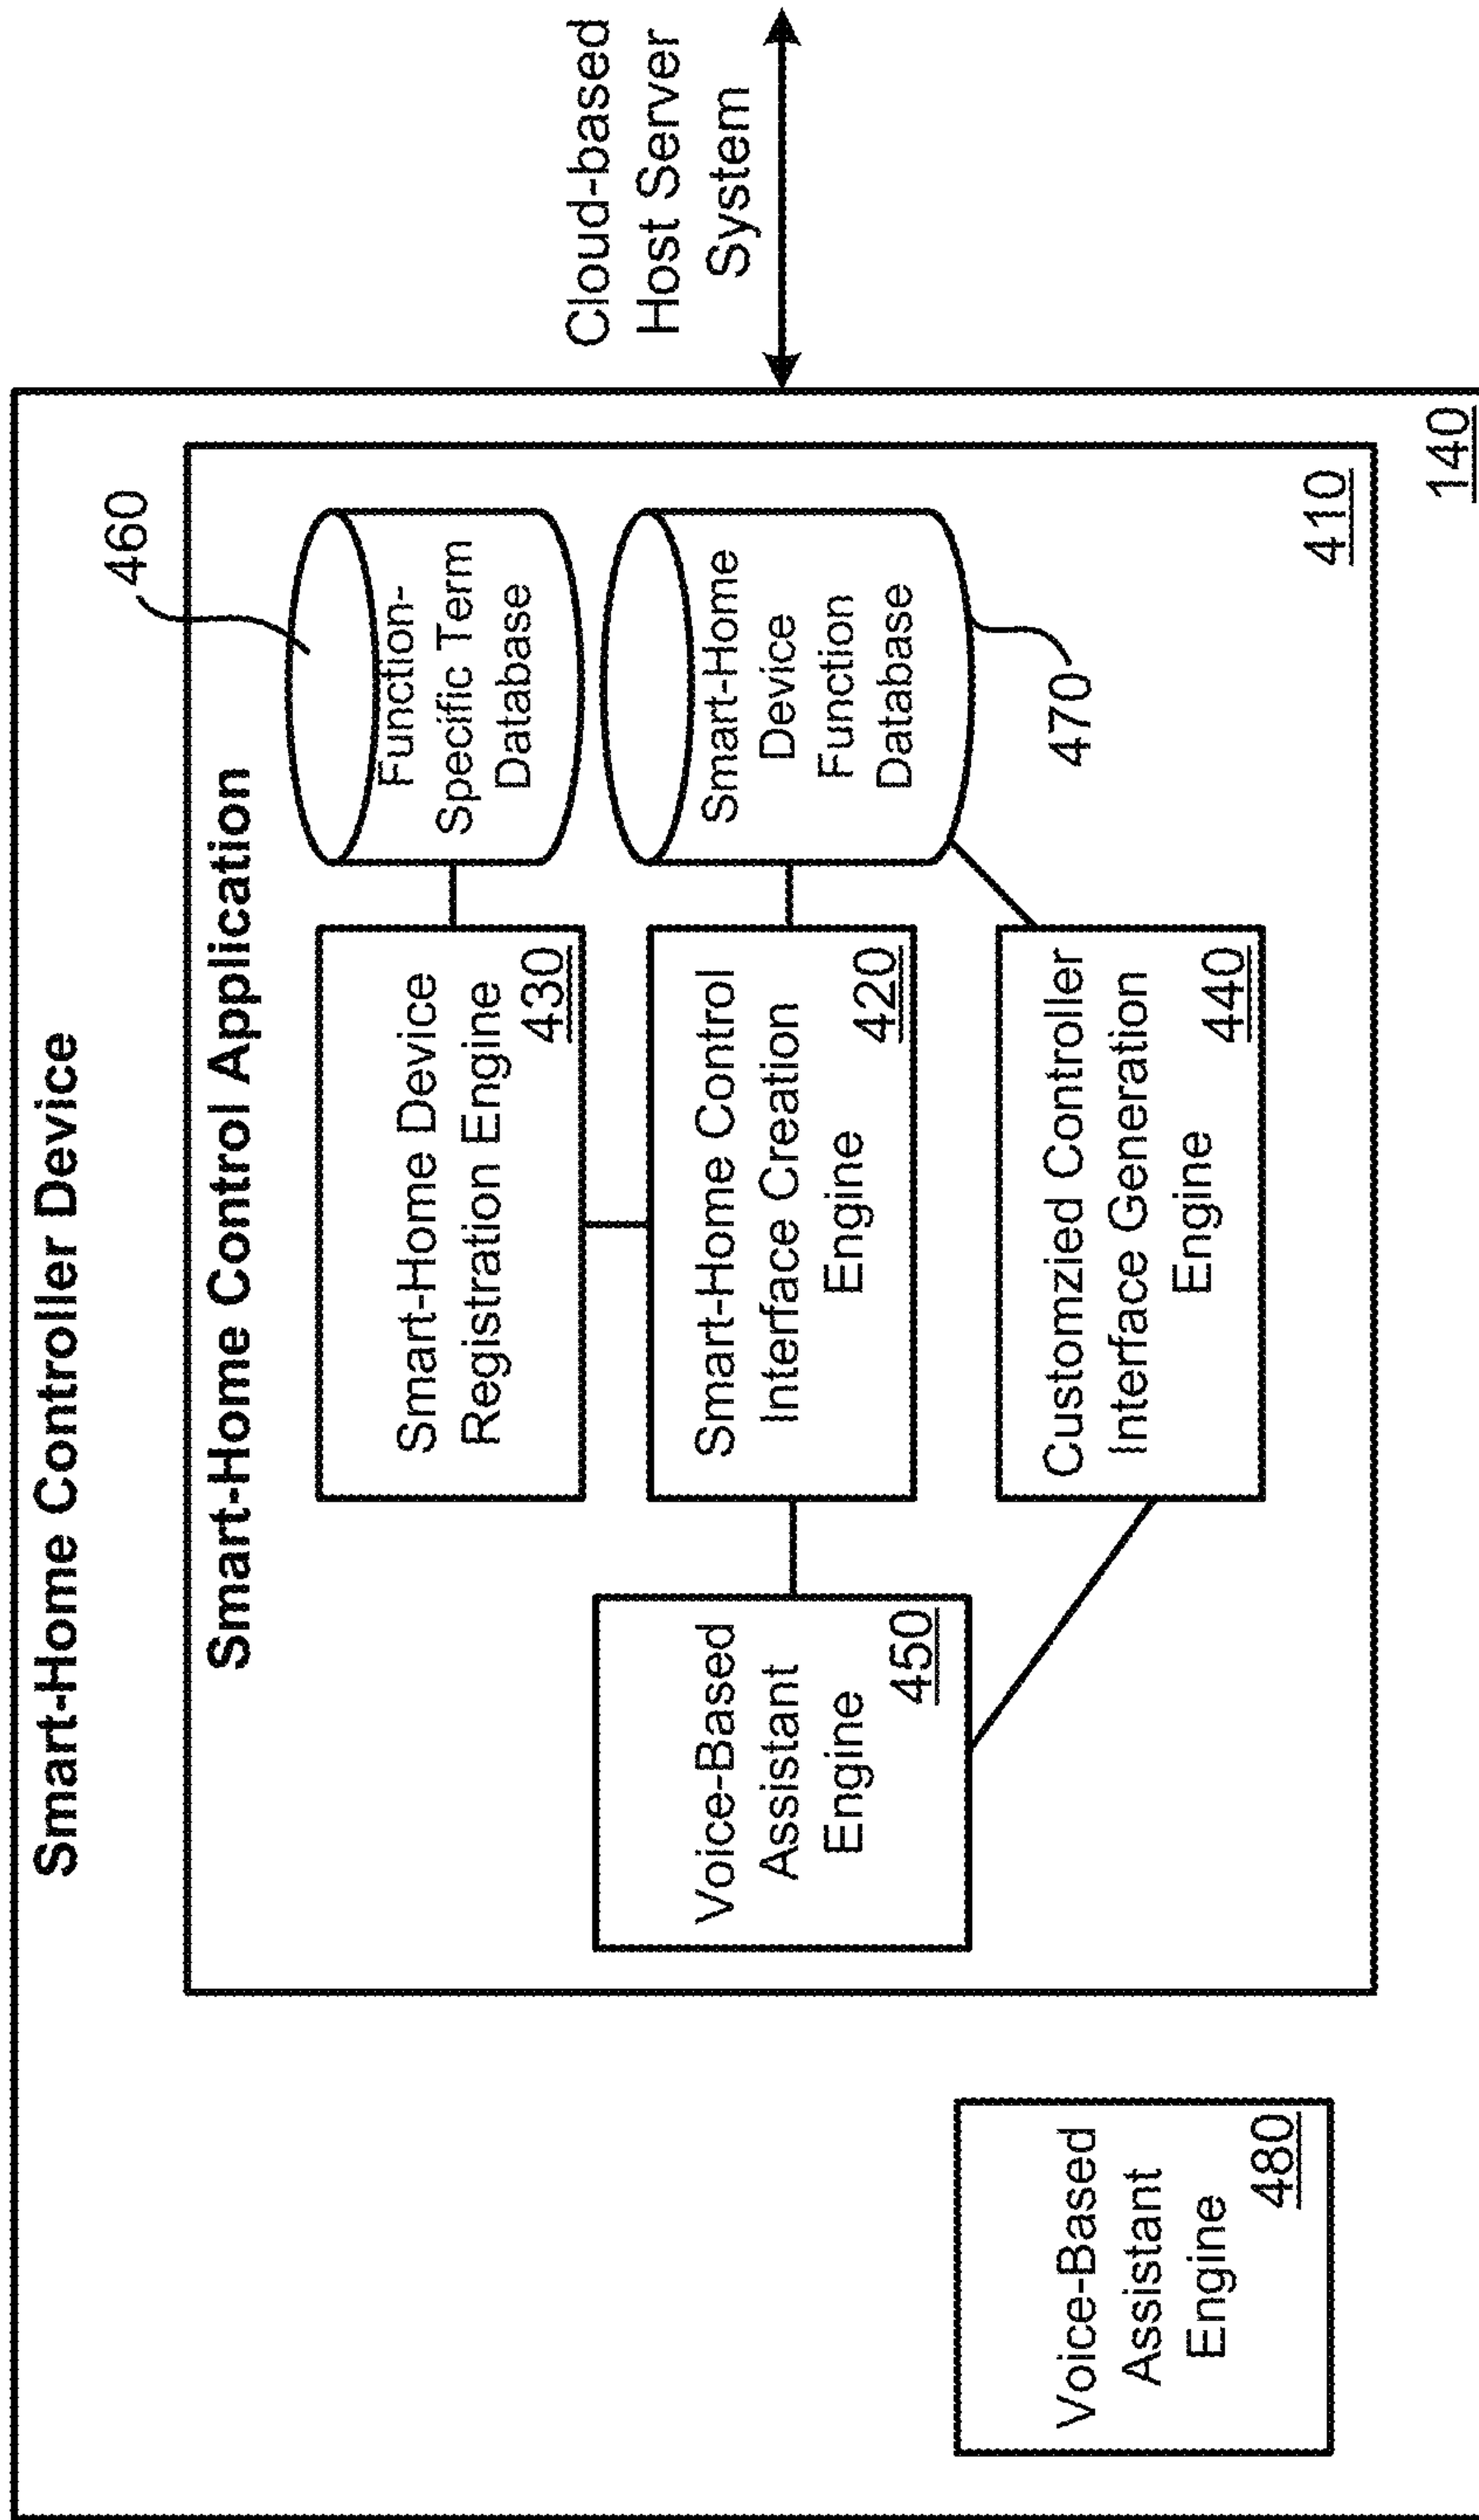 Smart-Home Controller Device
Smart-Home Control Application
460
Function-
Specific Term
Database
Smart-Home Device
Registration Engine
430
Cloud-based
Host Server
System
Voice-Based
Assistant
Engine
450
Smart-Home Control
Interface Creation
Engine
420
Smart-Home
Device
Function
Database
470
Customzied Controller
Interface Generation
Engine
440
Voice-Based
Assistant
Engine
480
410
140